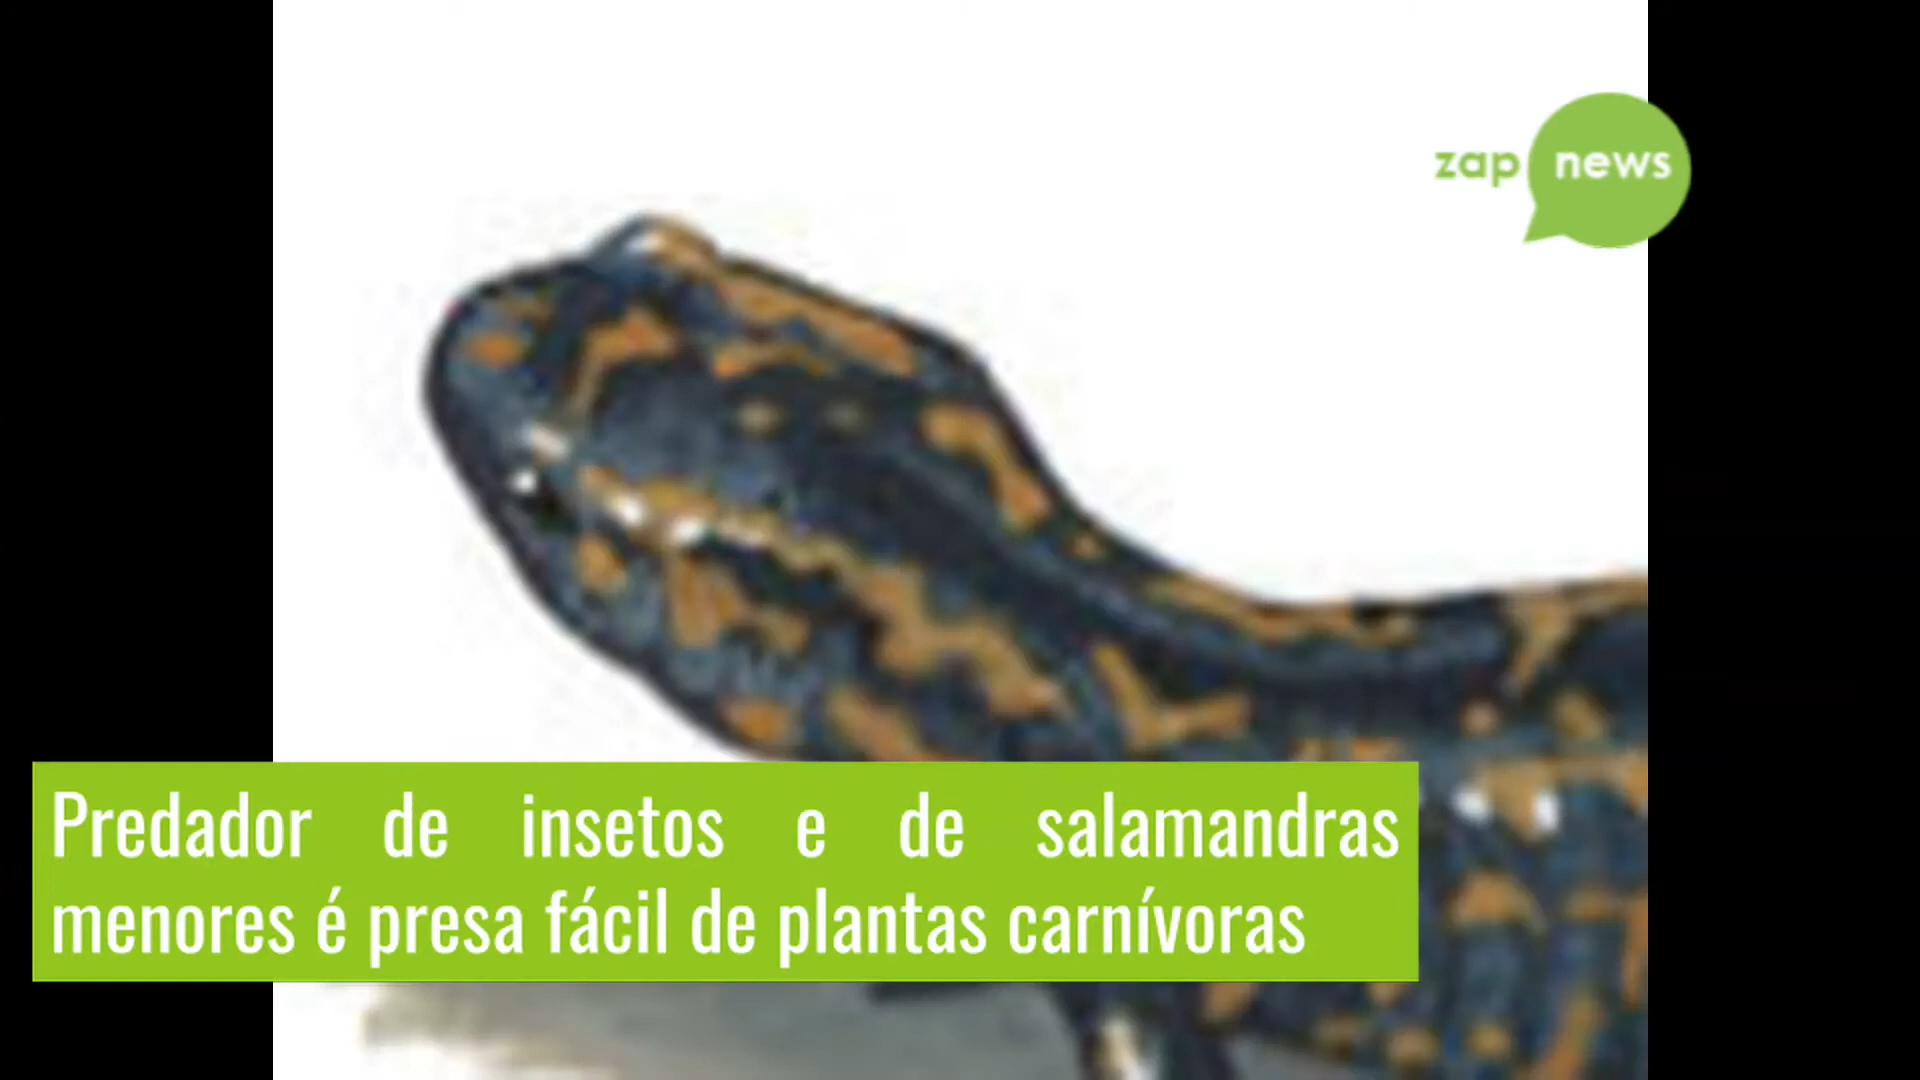 zap news
Predador de insetos e de salamandras
menores é presa fácil de plantas carnívoras